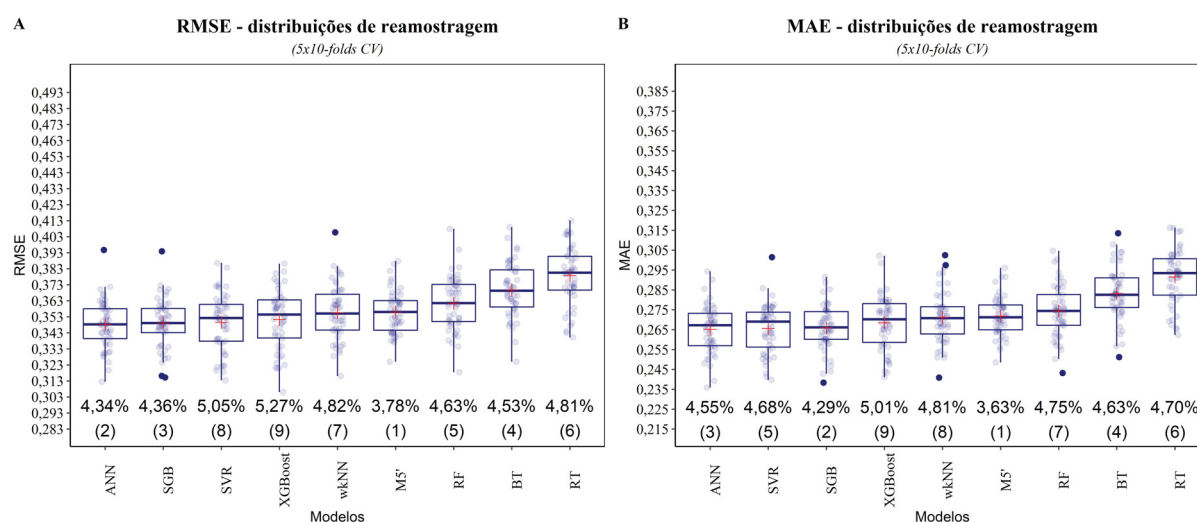 A
RMSE - distribuições de reamostragem
(5x10-folds CV)
RMSE
0,493
0,483
0,473
0,463
0,453
0,443
0,433
0,423
0,413
0,403
0,393
0,383
0,373
0,363
0,353
0,343
0,333
0,323
0,313
0,303
0,293
0,283
4,34% 4,36% 5,05% 5,27% 4,82% 3,78% 4,63% 4,53% 4,81%
(2) (3) (8) (9) (7) (1) (5) (4) (6)
ANN SGB SVR XGBoost wkNN M5' RF BT RT
Modelos
B
MAE - distribuições de reamostragem
(5x10-folds CV)
MAE
0,385
0,375
0,365
0,355
0,345
0,335
0,325
0,315
0,305
0,295
0,285
0,275
0,265
0,255
0,245
0,235
0,225
0,215
4,55% 4,68% 4,29% 5,01% 4,81% 3,63% 4,75% 4,63% 4,70%
(3) (5) (2) (9) (8) (1) (7) (4) (6)
ANN SVR SGB XGBoost wkNN M5' RF BT RT
Modelos